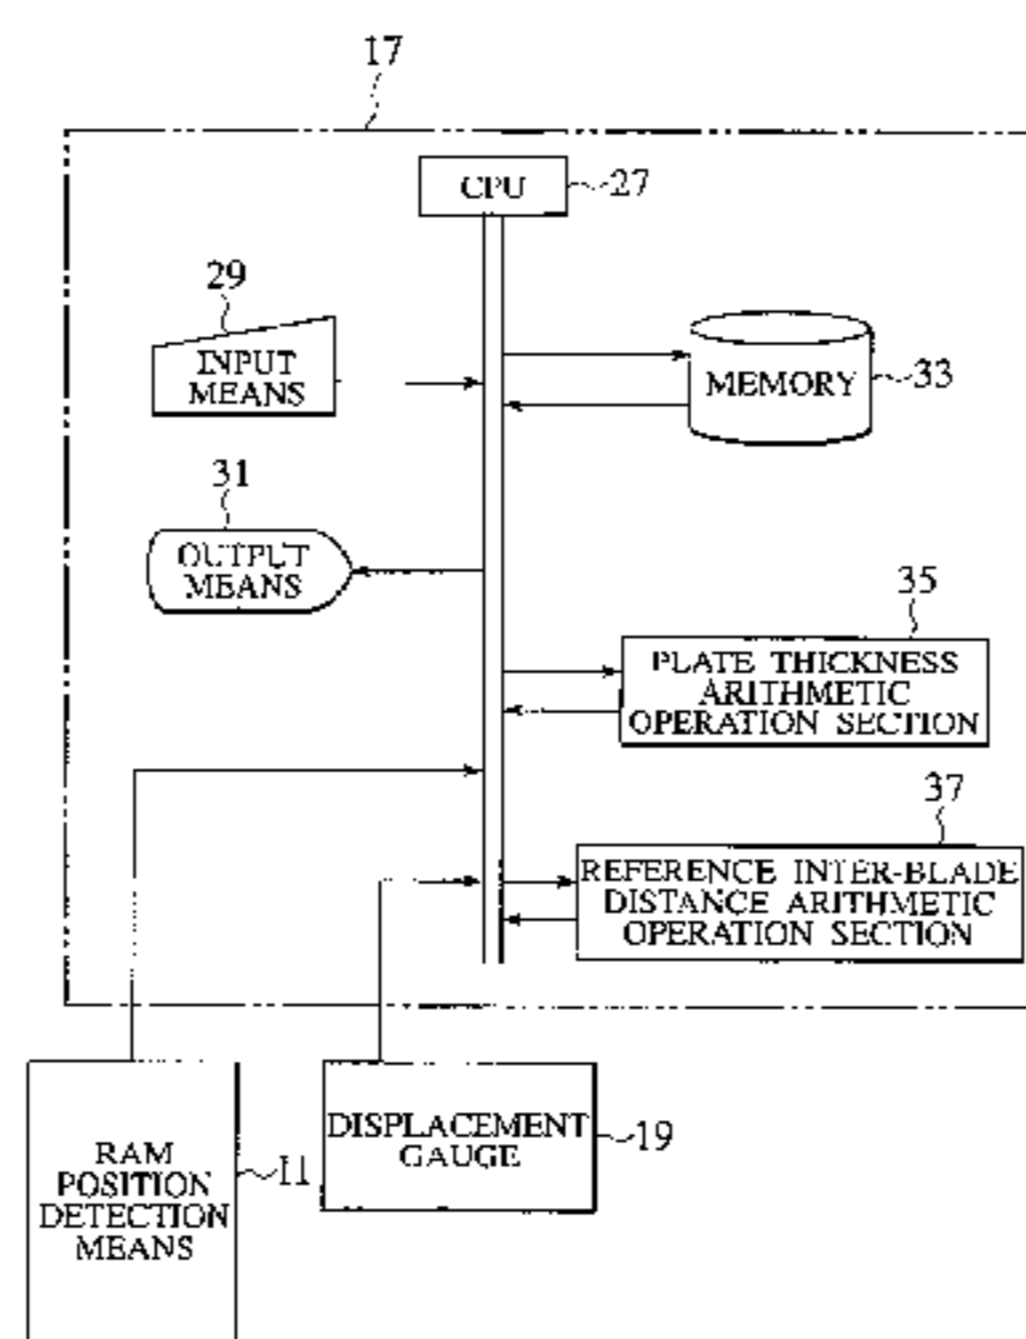 17
CPU
27
29
INPUT
MEANS
MEMORY
33
31
OUTPUT
MEANS
35
PLATE THICKNESS
ARITHMETIC
OPERATION SECTION
37
REFERENCE INTER-BLADE
DISTANCE ARITHMETIC
OPERATION SECTION
DISPLACEMENT
GAUGE
19
RAM
POSITION
DETECTION
MEANS
11